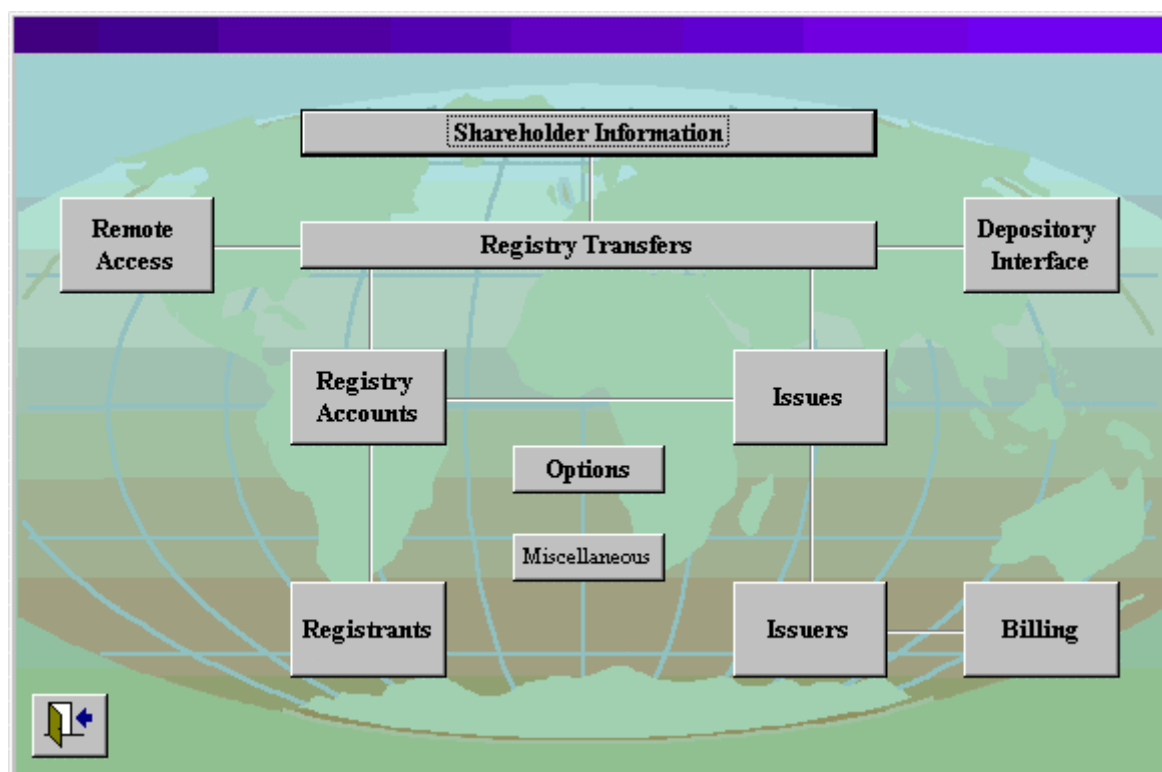 Shareholder Information
Remote
Access
Registry Transfers
Depository
Interface
Registry
Accounts
Issues
Options
Miscellaneous
Registrants
Issuers
Billing